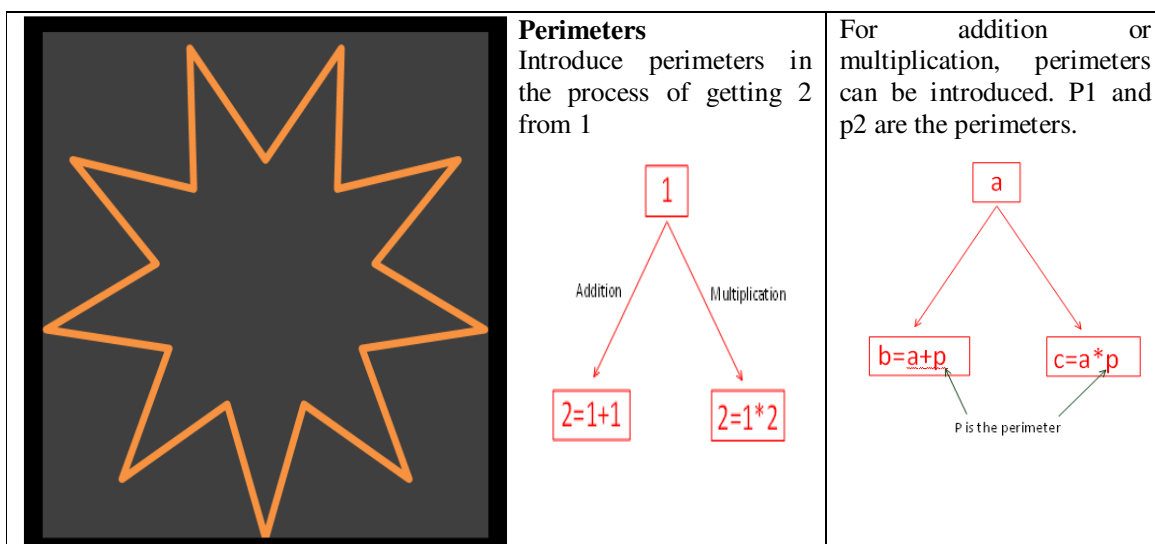 Perimeters
Introduce perimeters in
the process of getting 2
from 1
1
Addition
Multiplication
2=1+1
2=1*2
For addition or
multiplication, perimeters
can be introduced. P1 and
p2 are the perimeters.
a
b=a+p
c=a*p
P is the perimeter